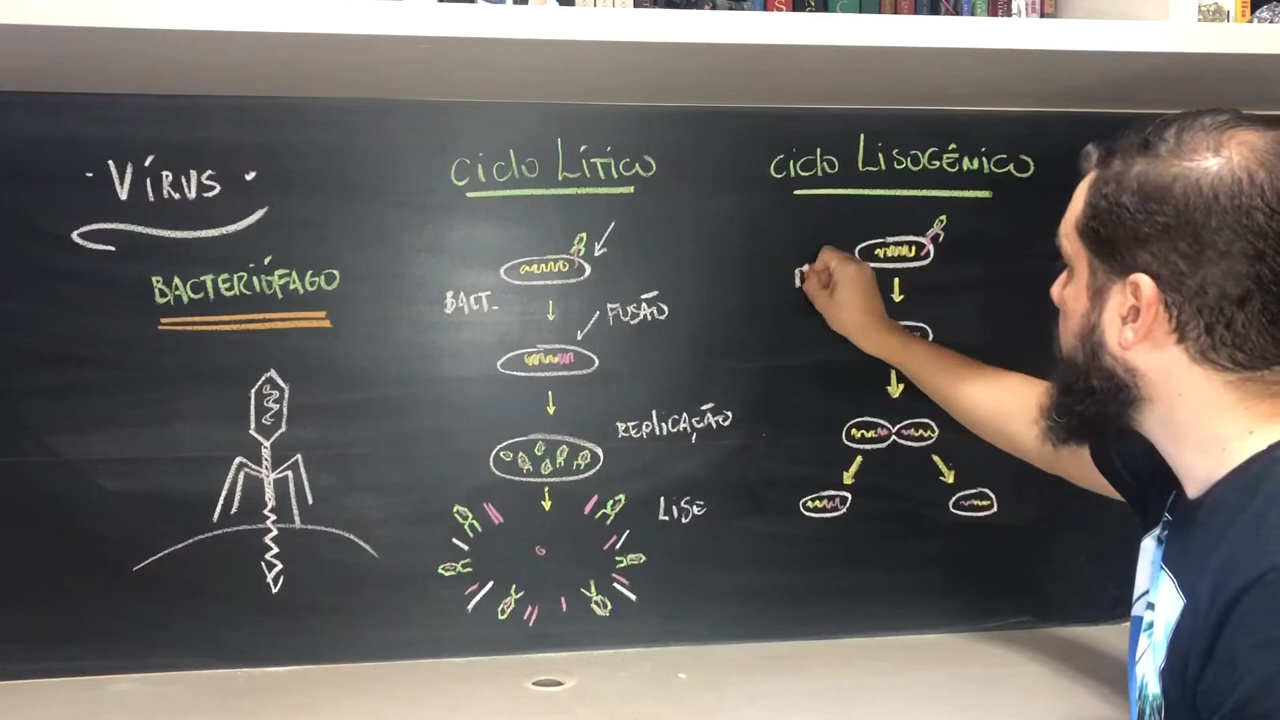 · VÍRUS ·
BACTERIÓFAGO
CICLO LÍTICO
BACT.
FUSÃO
REPLICAÇÃO
LISE
CICLO LISOGÊNICO